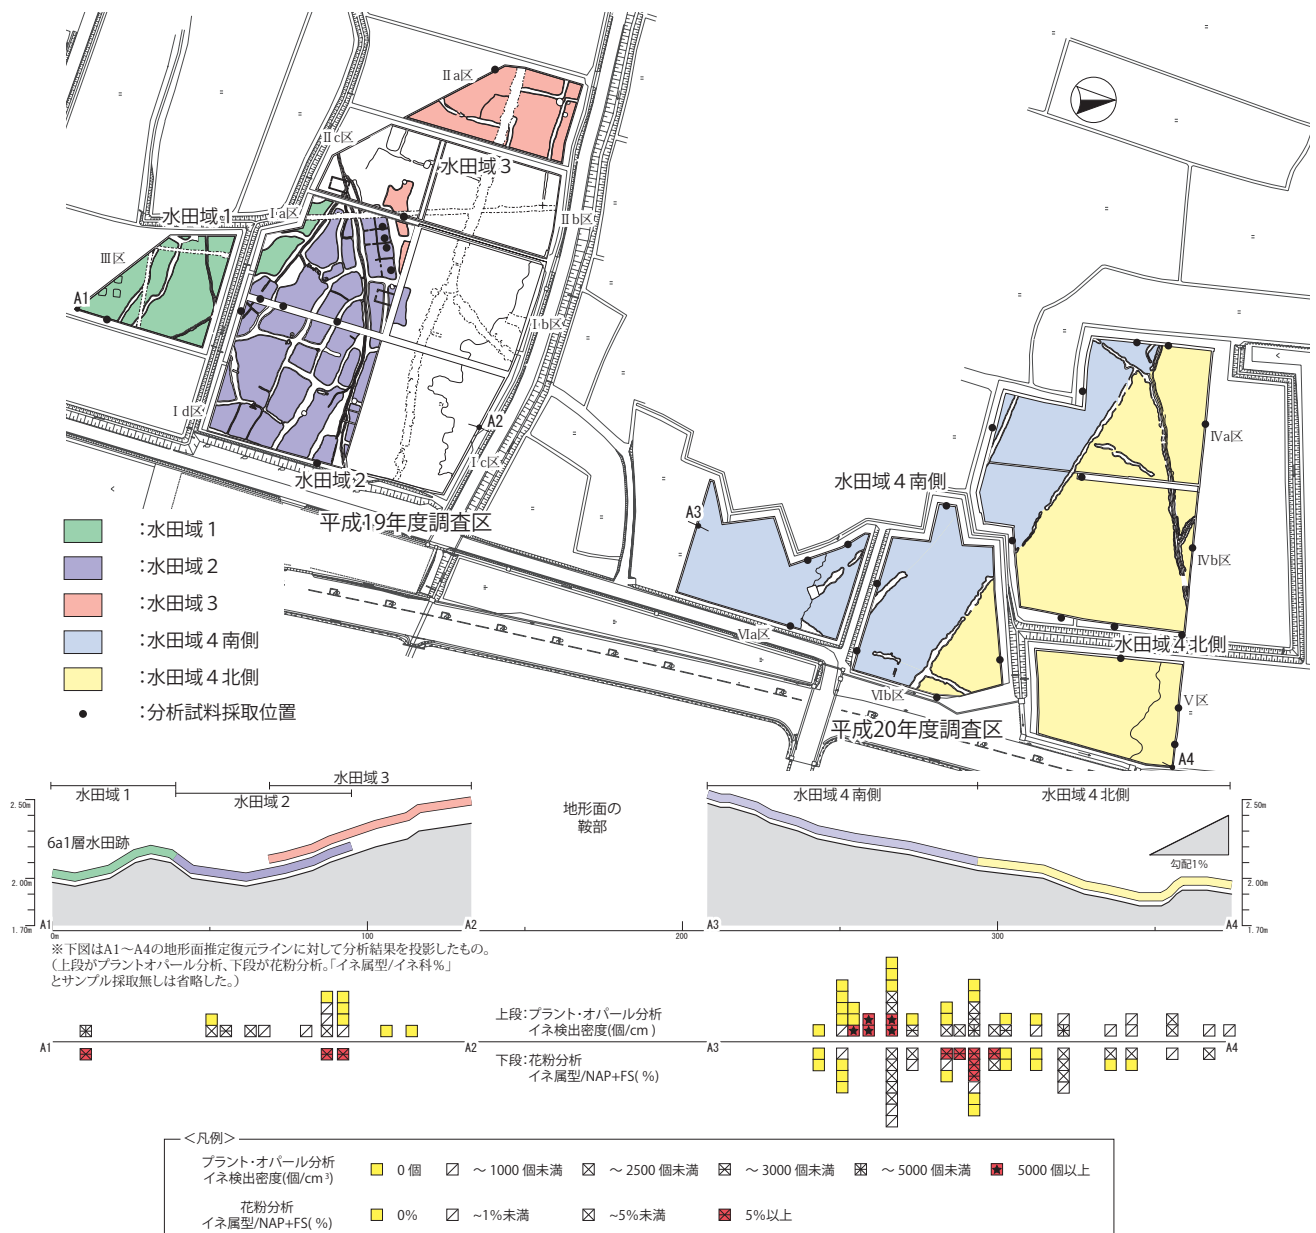 Ⅱa区
Ⅱc区
水田域3
水田域1
Ⅰa区
Ⅱb区
Ⅲ区
A1
Ⅰb区
Ⅰd区
A2
Ⅰc区
水田域2
平成19年度調査区
水田域4南側
Ⅳa区
A3
Ⅳb区
Ⅵa区
水田域4北側
Ⅵb区
Ⅴ区
平成20年度調査区
A4
:水田域1
:水田域2
:水田域3
:水田域4南側
:水田域4北側
:分析試料採取位置
水田域3
水田域1
水田域2
水田域4南側
水田域4北側
地形面の
鞍部
2.50m
2.00m
1.70m
6a1層水田跡
2.50m
2.00m
1.70m
勾配1%
A1
A2
A3
A4
0m
100
200
300
※下図はA1~A4の地形面推定復元ラインに対して分析結果を投影したもの。
(上段がプラントオパール分析、下段が花粉分析。「イネ属型/イネ科%」
とサンプル採取無しは省略した。)
上段:プラント・オパール分析
イネ検出密度(個/cm )
A1
A2
A3
A4
下段:花粉分析
イネ属型/NAP+FS(%)
<凡例>
プラント・オパール分析
イネ検出密度(個/cm³)
0個
~1000個未満
~2500個未満
~3000個未満
~5000個未満
5000個以上
花粉分析
イネ属型/NAP+FS(%)
0%
~1%未満
~5%未満
5%以上